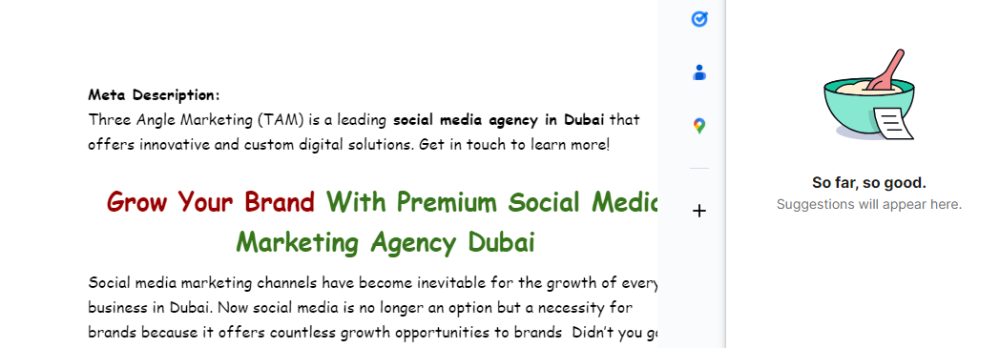 Meta Description:
Three Angle Marketing (TAM) is a leading social media agency in Dubai that
offers innovative and custom digital solutions. Get in touch to learn more!
Grow Your Brand With Premium Social Media
Marketing Agency Dubai
Social media marketing channels have become inevitable for the growth of every
business in Dubai. Now social media is no longer an option but a necessity for
brands because it offers countless growth opportunities to brands  Didn't you
So far, so good.
Suggestions will appear here.